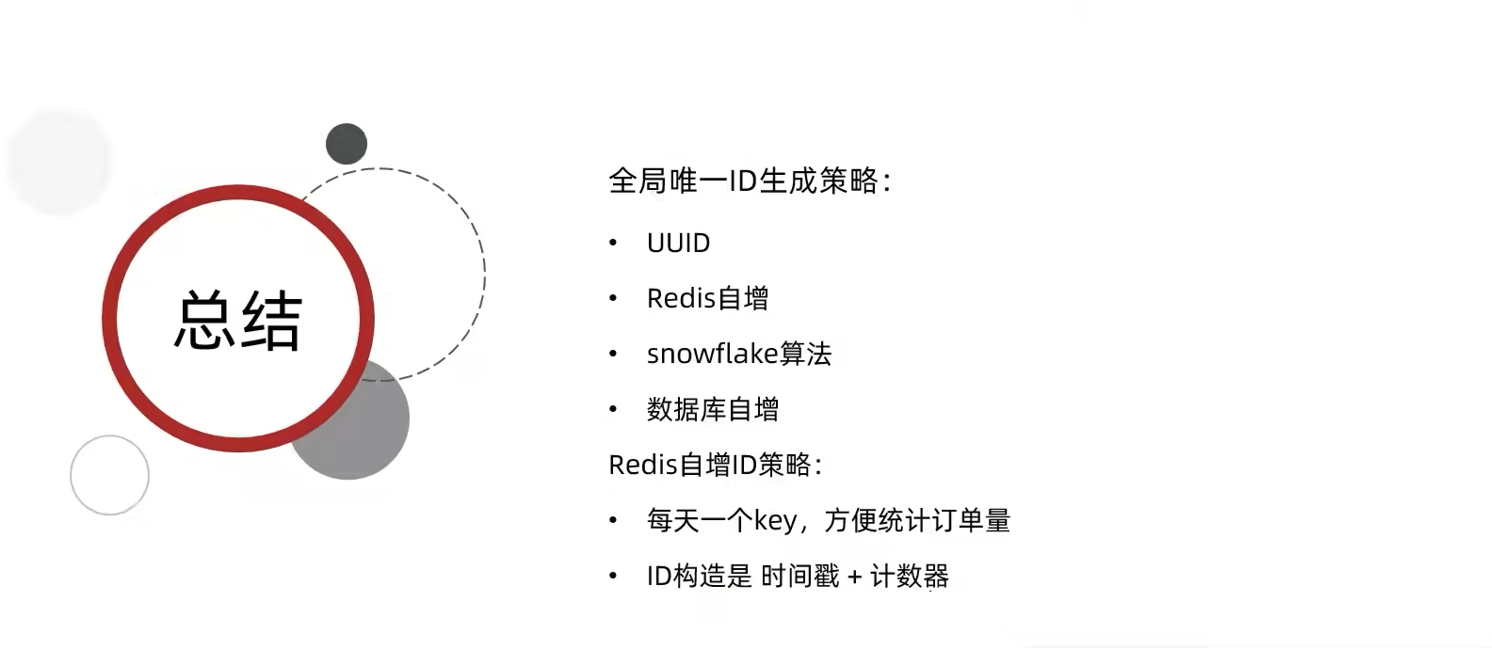 总结
全局唯一ID生成策略：
• UUID
• Redis自增
• snowflake算法
• 数据库自增
Redis自增ID策略：
• 每天一个key，方便统计订单量
• ID构造是 时间戳 + 计数器